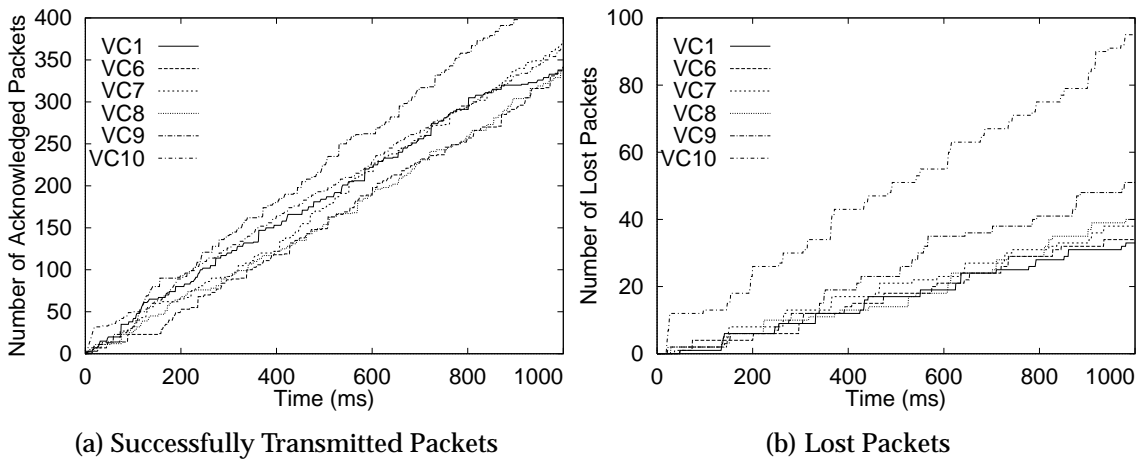 Number of Acknowledged Packets
400
350
300
250
200
150
100
50
0
VC1
VC6
VC7
VC8
VC9
VC10
0 200 400 600 800 1000
Time (ms)
(a) Successfully Transmitted Packets
Number of Lost Packets
100
80
60
40
20
0
VC1
VC6
VC7
VC8
VC9
VC10
0 200 400 600 800 1000
Time (ms)
(b) Lost Packets